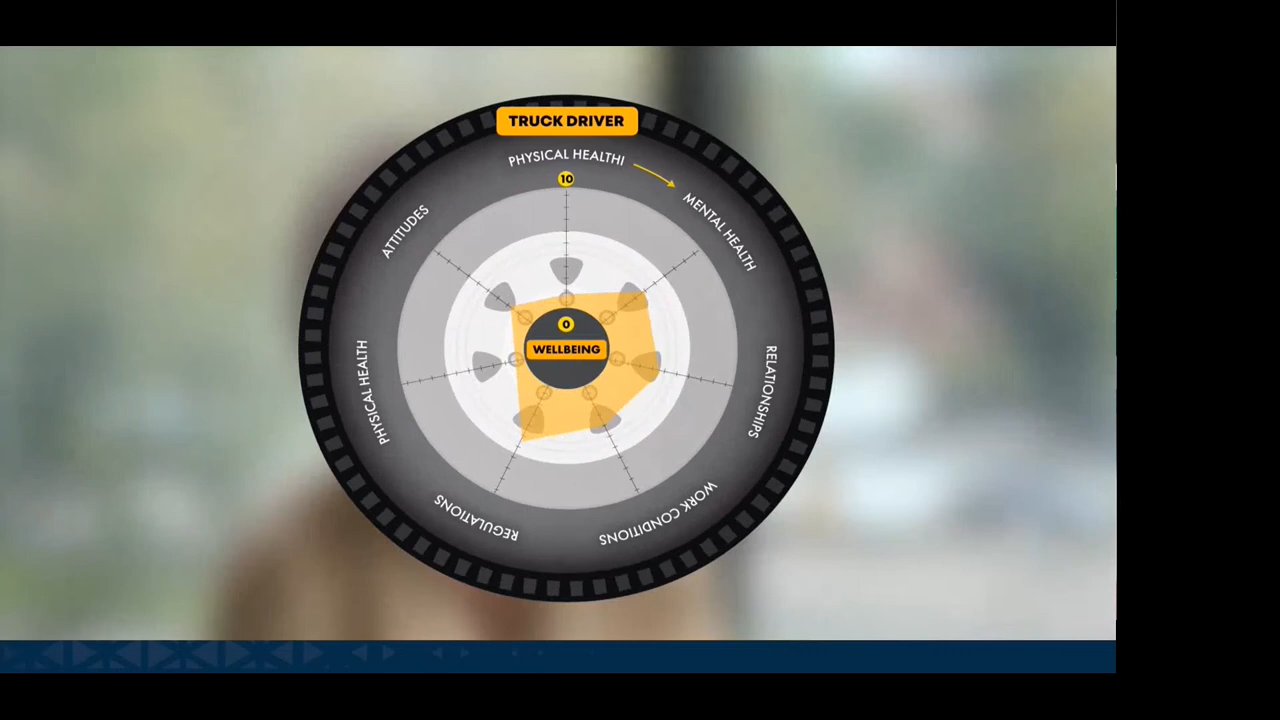 TRUCK DRIVER
PHYSICAL HEALTHI
10
MENTAL HEALTH
ATTITUDES
0
WELLBEING
PHYSICAL HEALTH
RELATIONSHIPS
REGULATIONS
WORK CONDITIONS